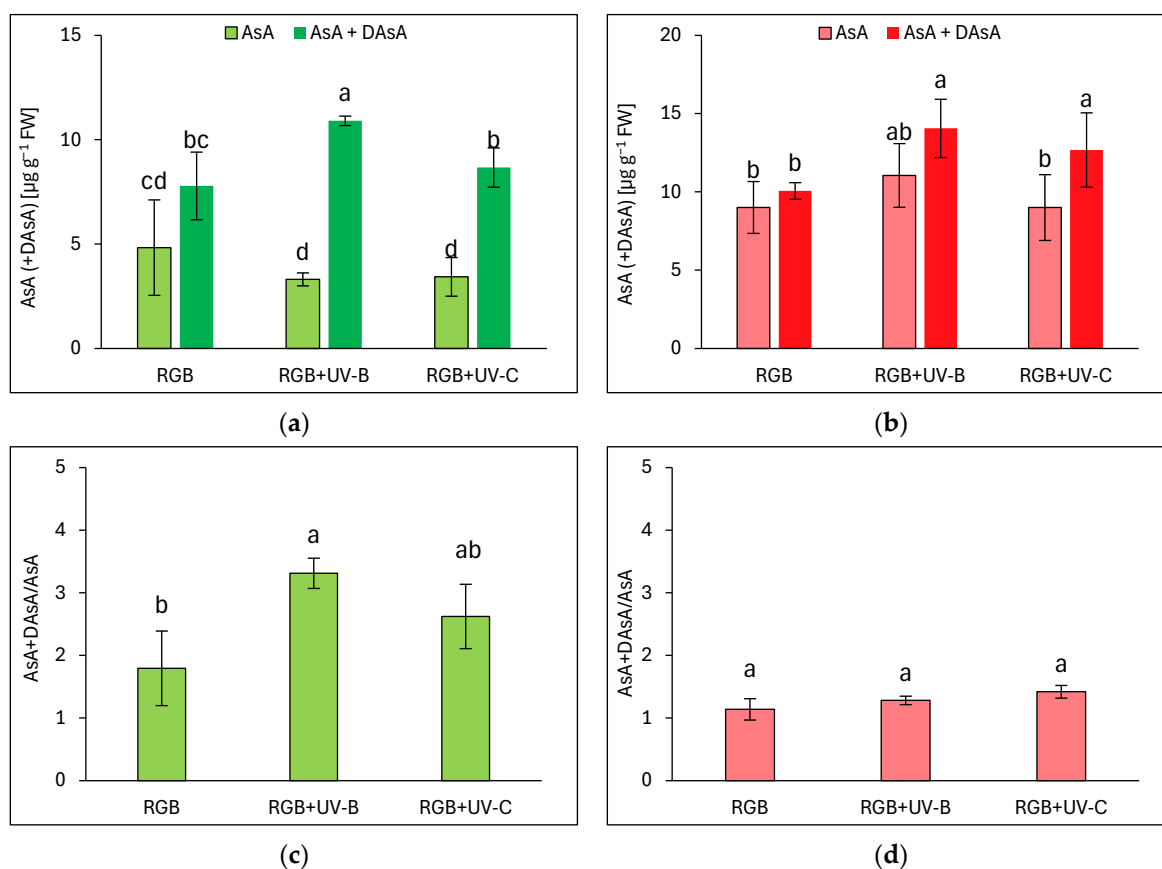 AsA AsA + DAsA
AsA (+DAsA) [µg g⁻¹ FW]
15
10
5
0
cd bc d a d b
RGB RGB+UV-B RGB+UV-C
(a)
AsA AsA + DAsA
AsA (+DAsA) [µg g⁻¹ FW]
20
15
10
5
0
b b ab a b a
RGB RGB+UV-B RGB+UV-C
(b)
AsA+DAsA/AsA
5
4
3
2
1
0
b a ab
RGB RGB+UV-B RGB+UV-C
(c)
AsA+DAsA/AsA
5
4
3
2
1
0
a a a
RGB RGB+UV-B RGB+UV-C
(d)